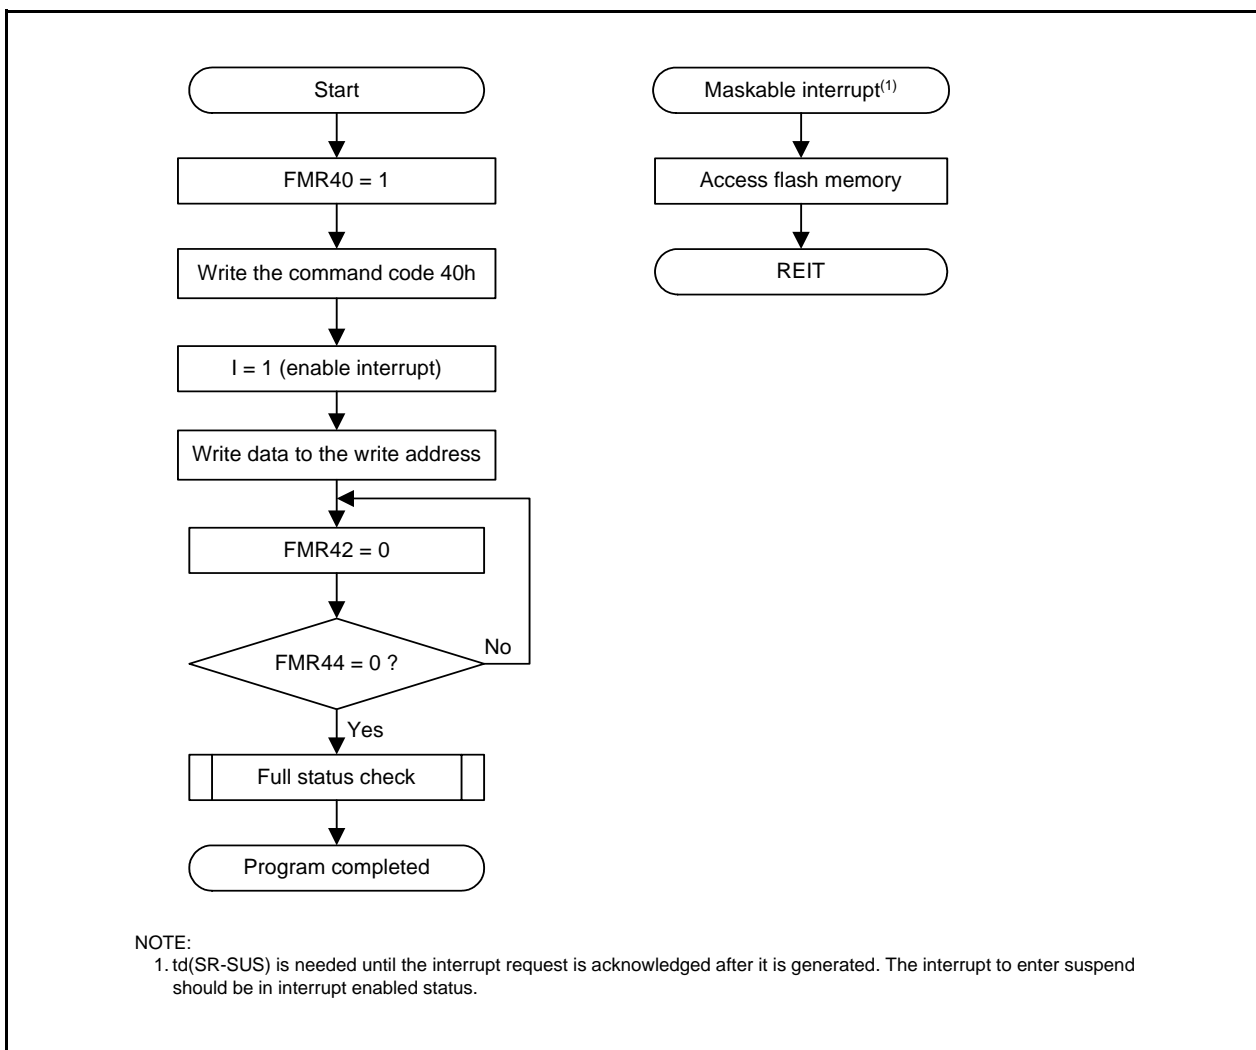 Start
FMR40 = 1
Write the command code 40h
I = 1 (enable interrupt)
Write data to the write address
FMR42 = 0
FMR44 = 0 ?
No
Yes
Full status check
Program completed
Maskable interrupt(1)
Access flash memory
REIT
NOTE:
1. td(SR-SUS) is needed until the interrupt request is acknowledged after it is generated. The interrupt to enter suspend
should be in interrupt enabled status.